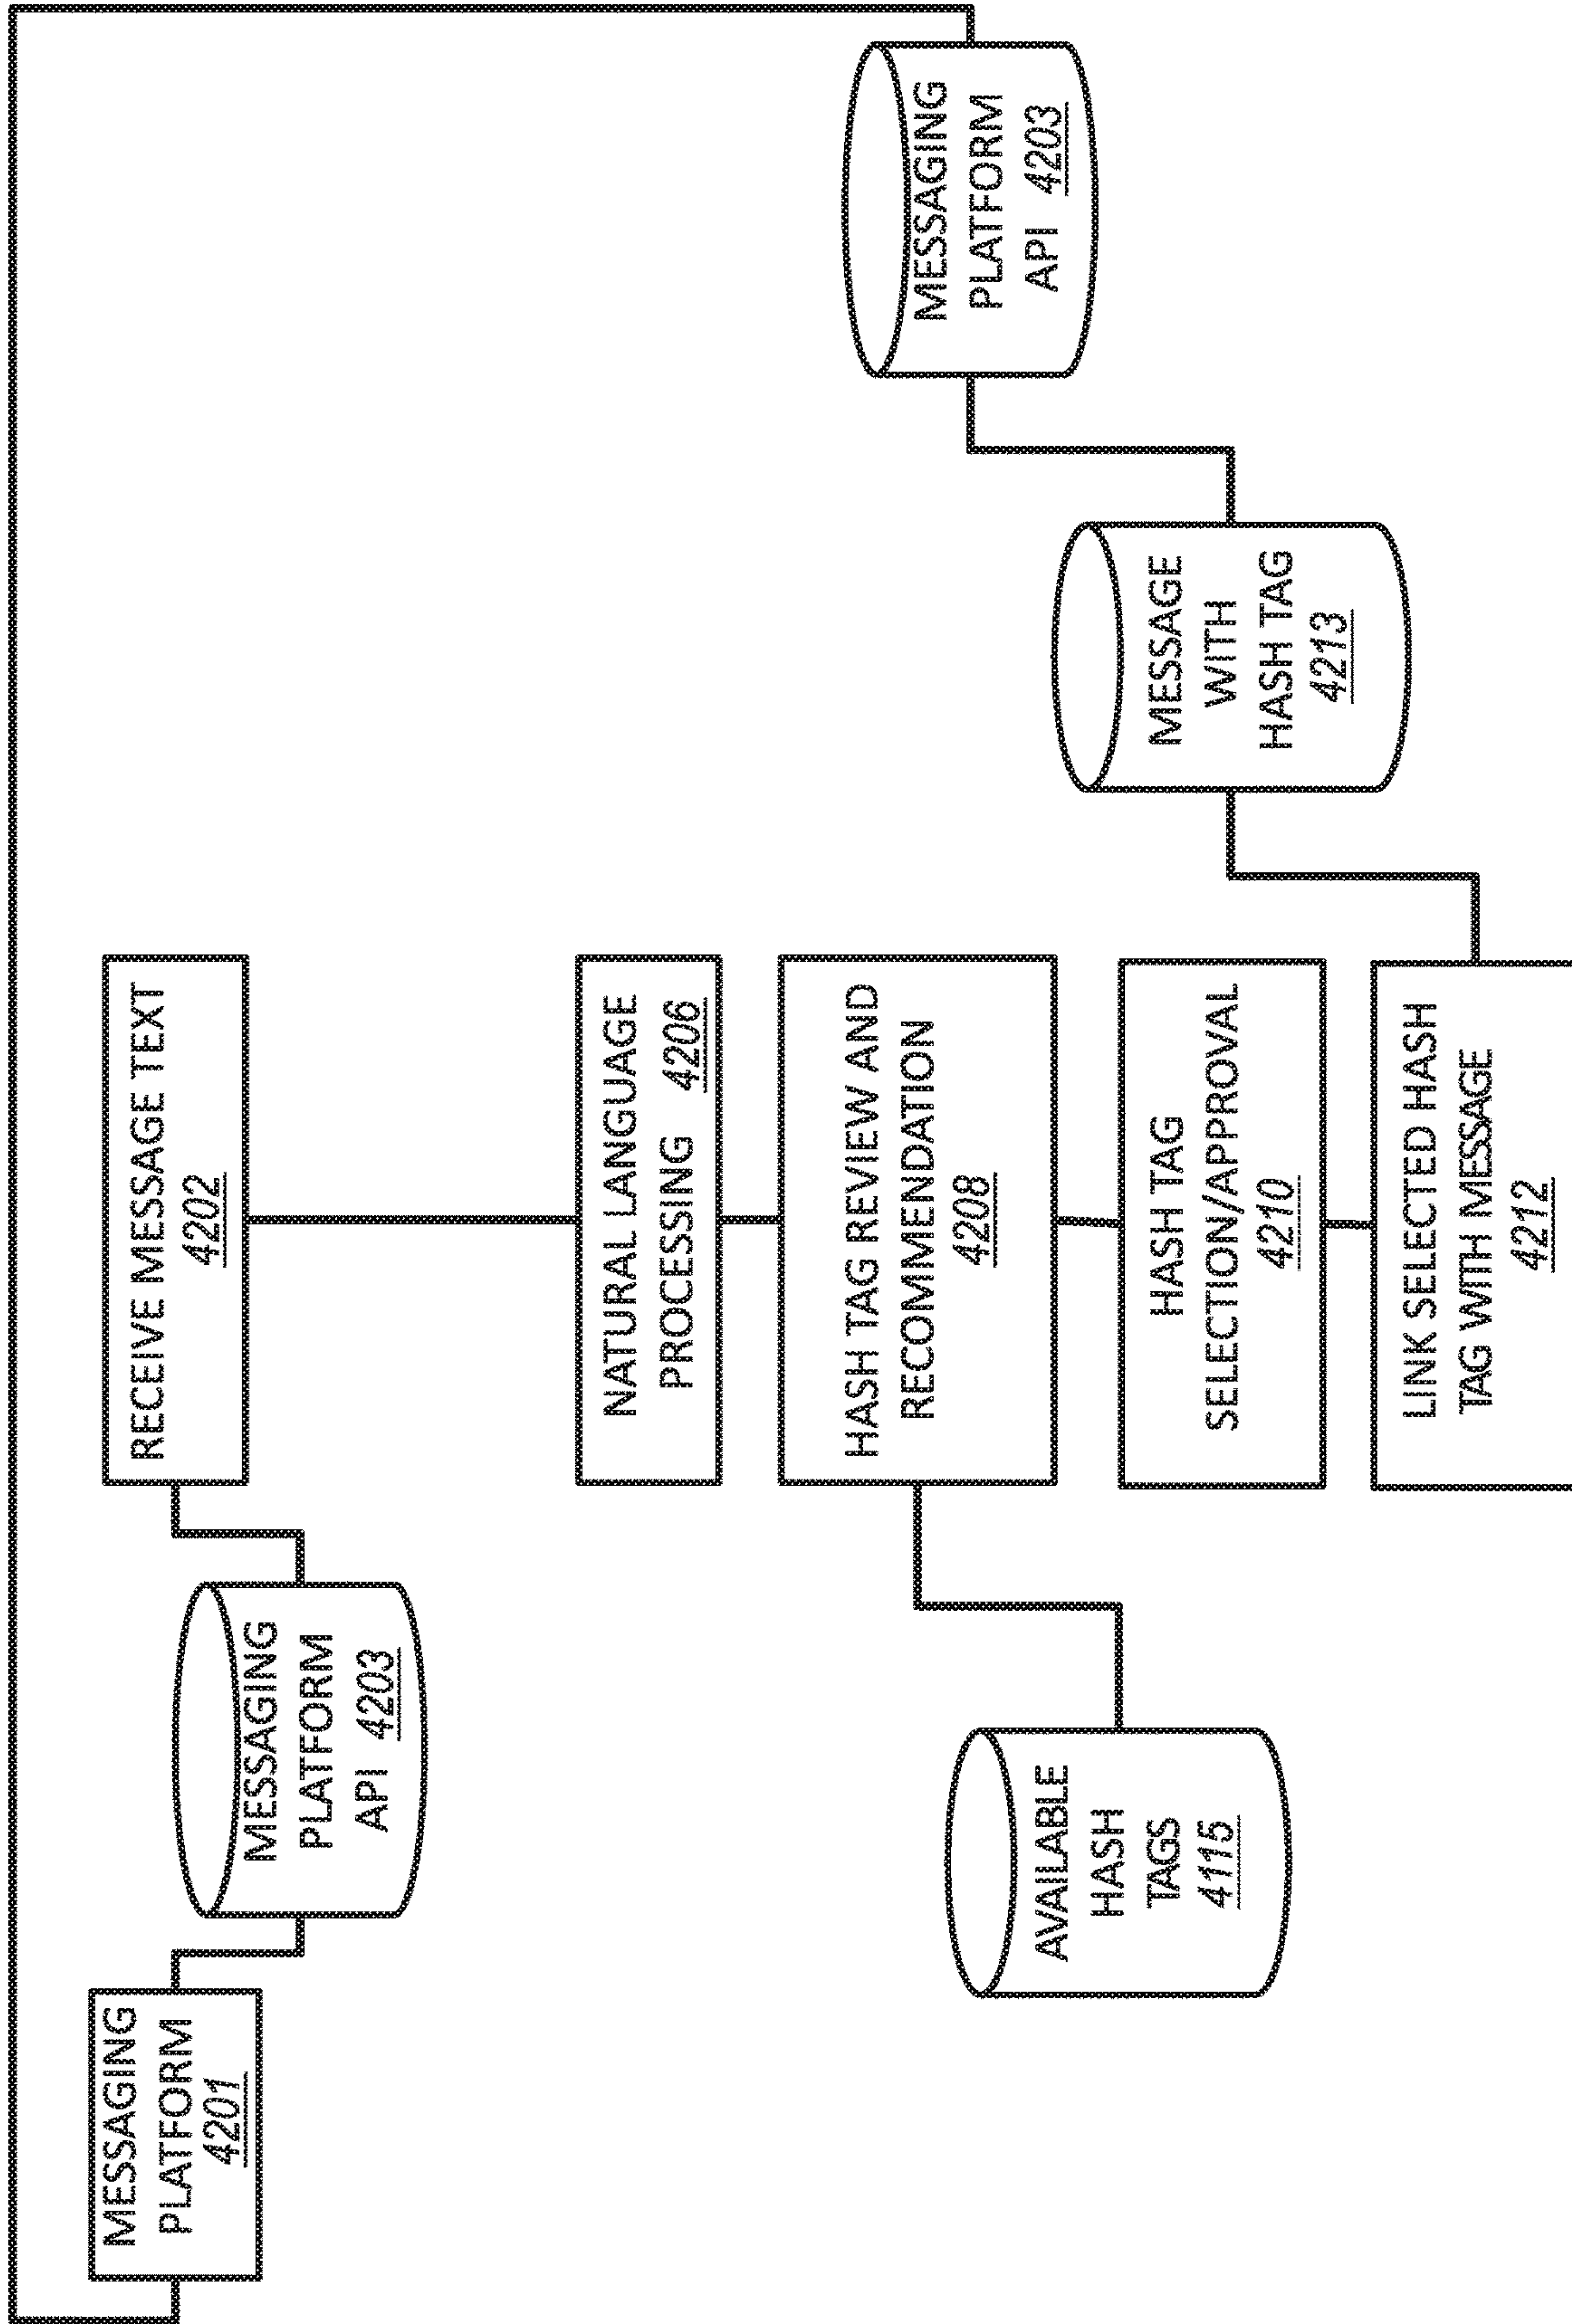 MESSAGING
PLATFORM
4201
MESSAGING
PLATFORM
API 4203
RECEIVE MESSAGE TEXT
4202
NATURAL LANGUAGE
PROCESSING 4206
AVAILABLE
HASH
TAGS
4115
HASH TAG REVIEW AND
RECOMMENDATION
4208
HASH TAG
SELECTION/APPROVAL
4210
LINK SELECTED HASH
TAG WITH MESSAGE
4212
MESSAGE
WITH
HASH TAG
4213
MESSAGING
PLATFORM
API 4203